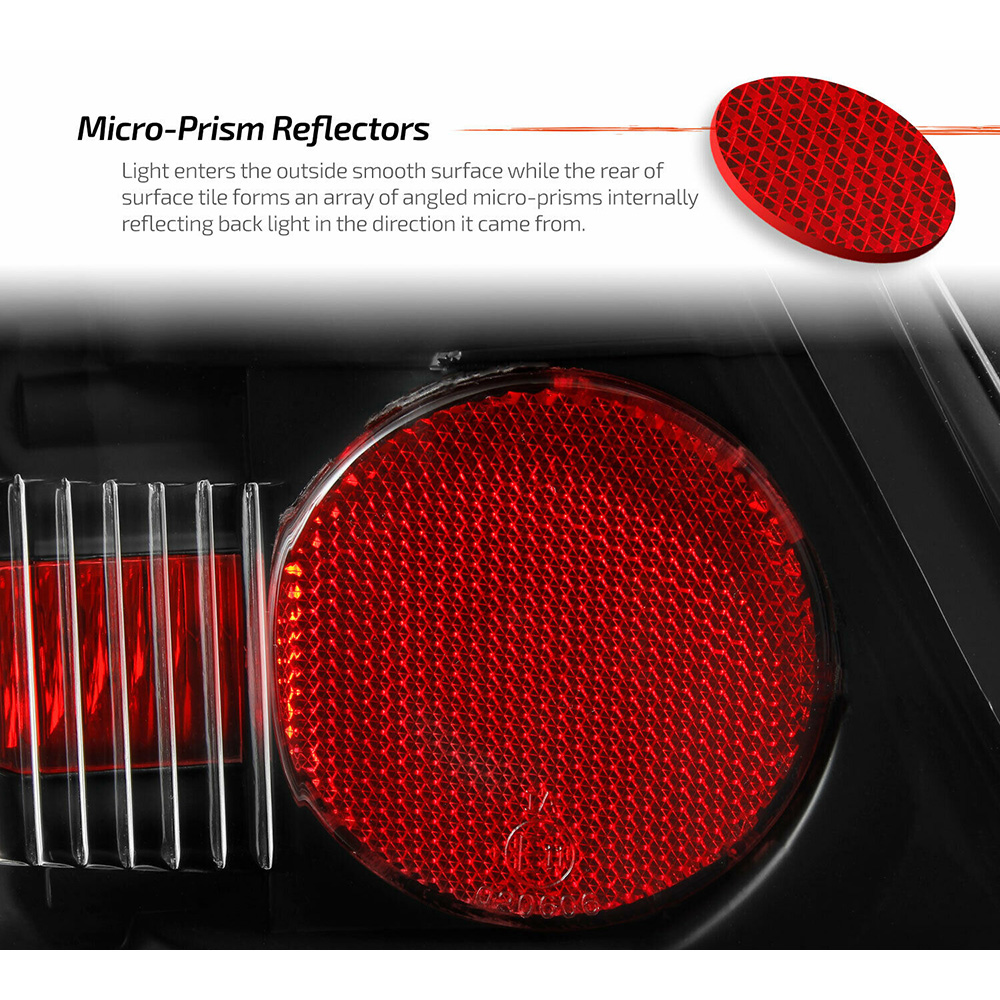 Micro-Prism Reflectors
Light enters the outside smooth surface while the rear of
surface tile forms an array of angled micro-prisms internally
reflecting back light in the direction it came from.
IA